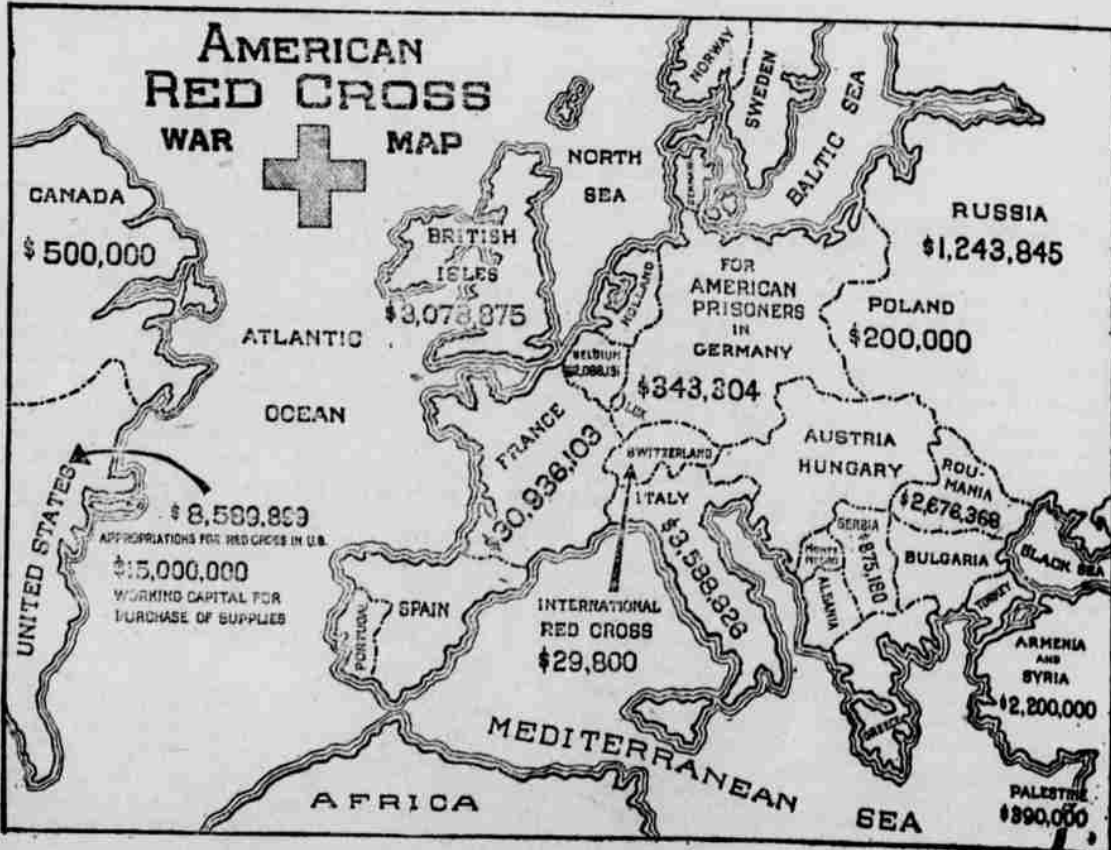 AMERICAN
RED CROSS
WAR MAP
NORWAY
SWEDEN
BALTIC SEA
NORTH
SEA
CANADA
$500,000
BRITISH
ISLES
$3,078,875
RUSSIA
$1,243,845
HOLLAND
FOR
AMERICAN
PRISONERS
IN
GERMANY
$343,304
POLAND
$200,000
ATLANTIC
OCEAN
BELGIUM
LUX.
FRANCE
$30,936,103
SWITZERLAND
AUSTRIA
HUNGARY
ROU-
MANIA
$2,676,368
ITALY
$3,588,826
SERBIA
$875,180
MONTE
NEGRO
ALBANIA
BULGARIA
BLACK SEA
TURKEY
UNITED STATES
$8,589,899
APPROPRIATIONS FOR RED CROSS IN U.S.
$15,000,000
WORKING CAPITAL FOR
PURCHASE OF SUPPLIES
PORTUGAL
SPAIN
INTERNATIONAL
RED CROSS
$29,800
GREECE
ARMENIA
AND
SYRIA
$2,200,000
MEDITERRANEAN
SEA
AFRICA
PALESTINE
$390,000